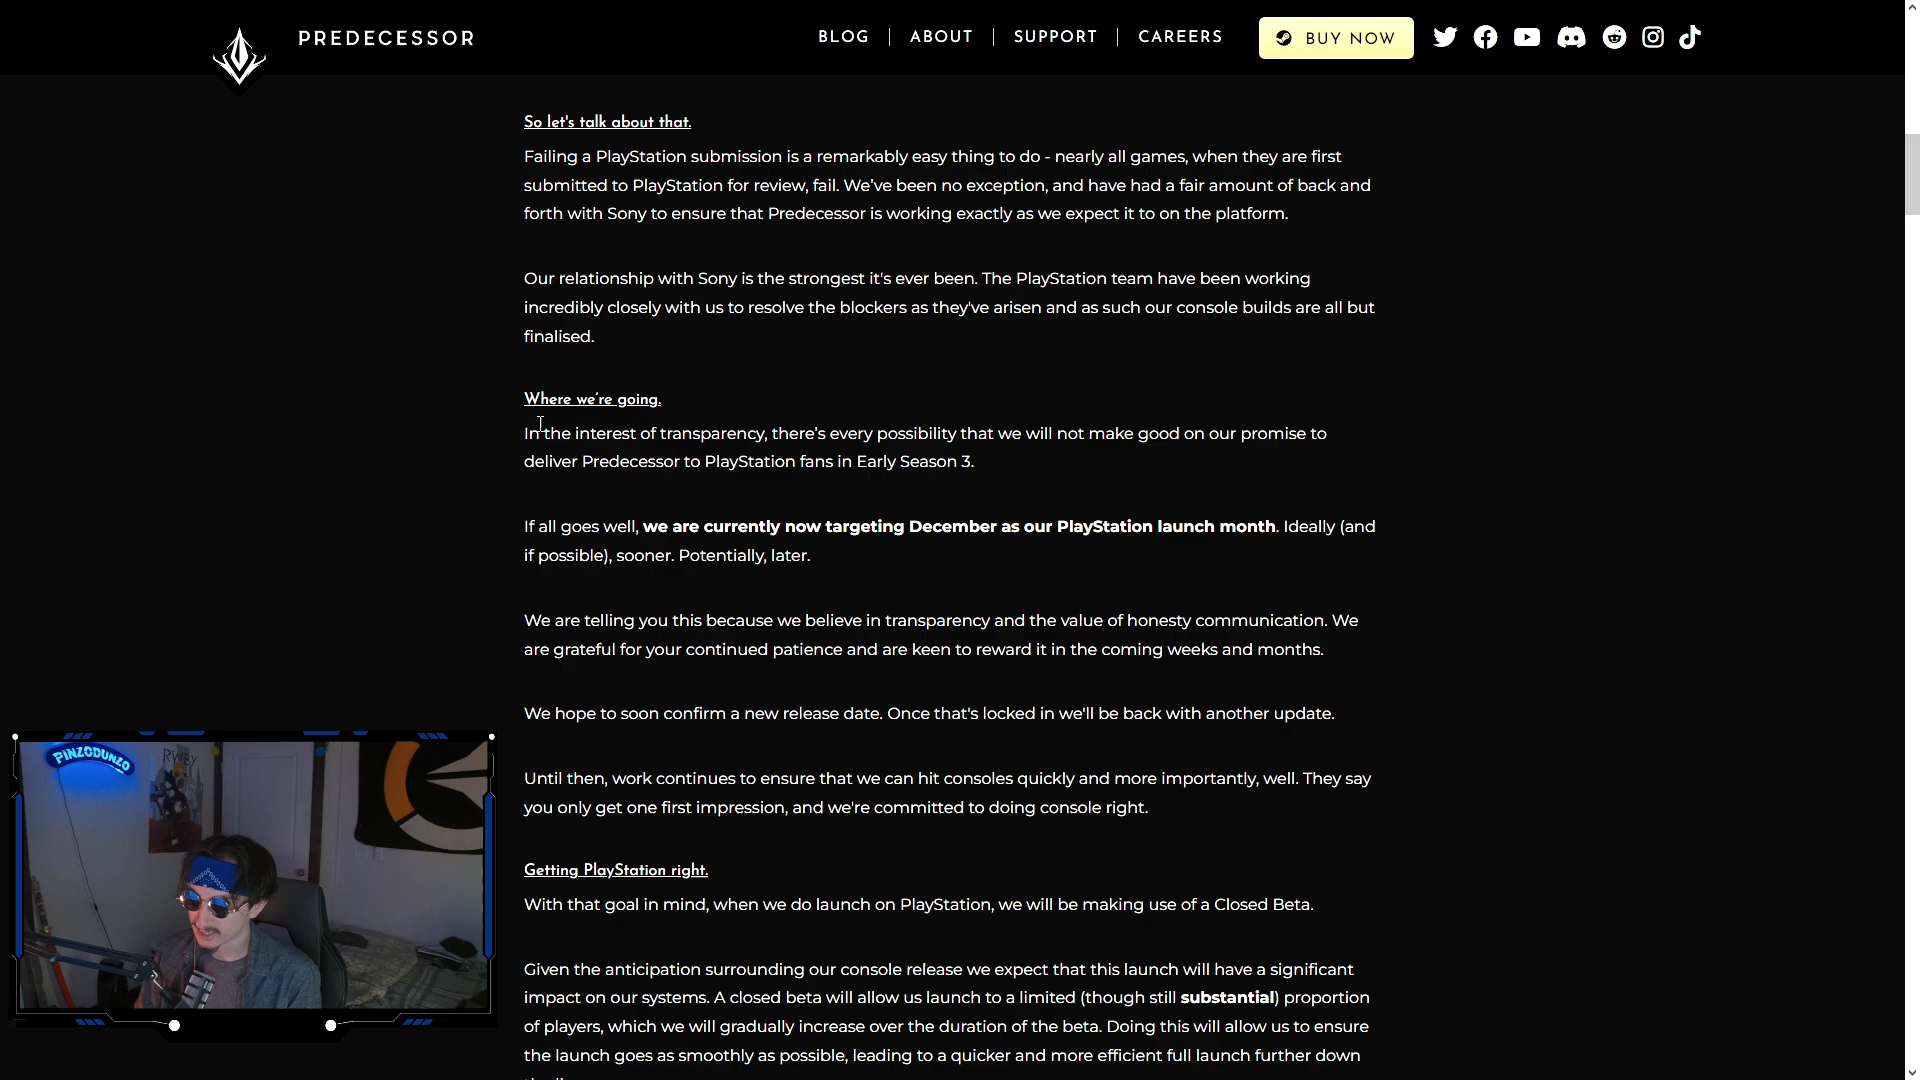 PREDECESSOR
BLOG
ABOUT
SUPPORT
CAREERS
BUY NOW
So let's talk about that.
Failing a PlayStation submission is a remarkably easy thing to do - nearly all games, when they are first
submitted to PlayStation for review, fail. We've been no exception, and have had a fair amount of back and
forth with Sony to ensure that Predecessor is working exactly as we expect it to on the platform.
Our relationship with Sony is the strongest it's ever been. The PlayStation team have been working
incredibly closely with us to resolve the blockers as they've arisen and as such our console builds are all but
finalised.
Where we're going.
In the interest of transparency, there's every possibility that we will not make good on our promise to
deliver Predecessor to PlayStation fans in Early Season 3.
If all goes well, we are currently now targeting December as our PlayStation launch month. Ideally (and
if possible), sooner. Potentially, later.
We are telling you this because we believe in transparency and the value of honesty communication. We
are grateful for your continued patience and are keen to reward it in the coming weeks and months.
We hope to soon confirm a new release date. Once that's locked in we'll be back with another update.
Until then, work continues to ensure that we can hit consoles quickly and more importantly, well. They say
you only get one first impression, and we're committed to doing console right.
Getting PlayStation right.
With that goal in mind, when we do launch on PlayStation, we will be making use of a Closed Beta.
Given the anticipation surrounding our console release we expect that this launch will have a significant
impact on our systems. A closed beta will allow us launch to a limited (though still substantial) proportion
of players, which we will gradually increase over the duration of the beta. Doing this will allow us to ensure
the launch goes as smoothly as possible, leading to a quicker and more efficient full launch further down
PINZODUNZO
RWBY